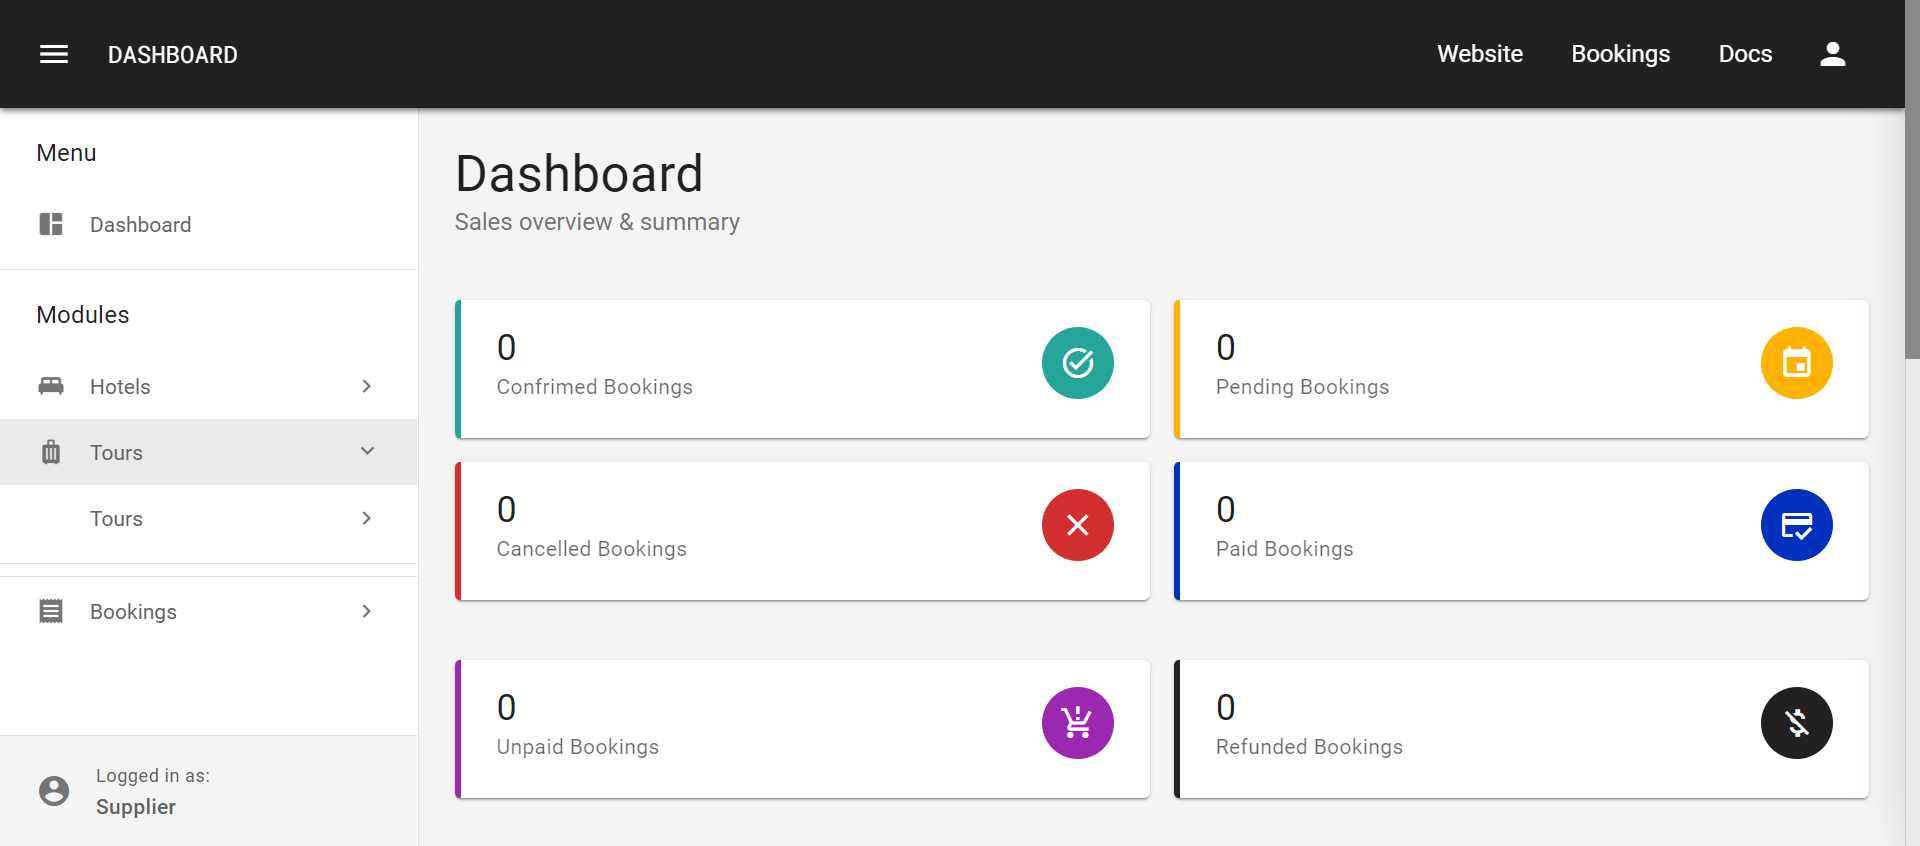 DASHBOARD
Website
Bookings
Docs
Menu
Dashboard
Modules
Hotels
Tours
Tours
Bookings
Logged in as:
Supplier
Dashboard
Sales overview & summary
0
Confrimed Bookings
0
Pending Bookings
0
Cancelled Bookings
0
Paid Bookings
0
Unpaid Bookings
0
Refunded Bookings